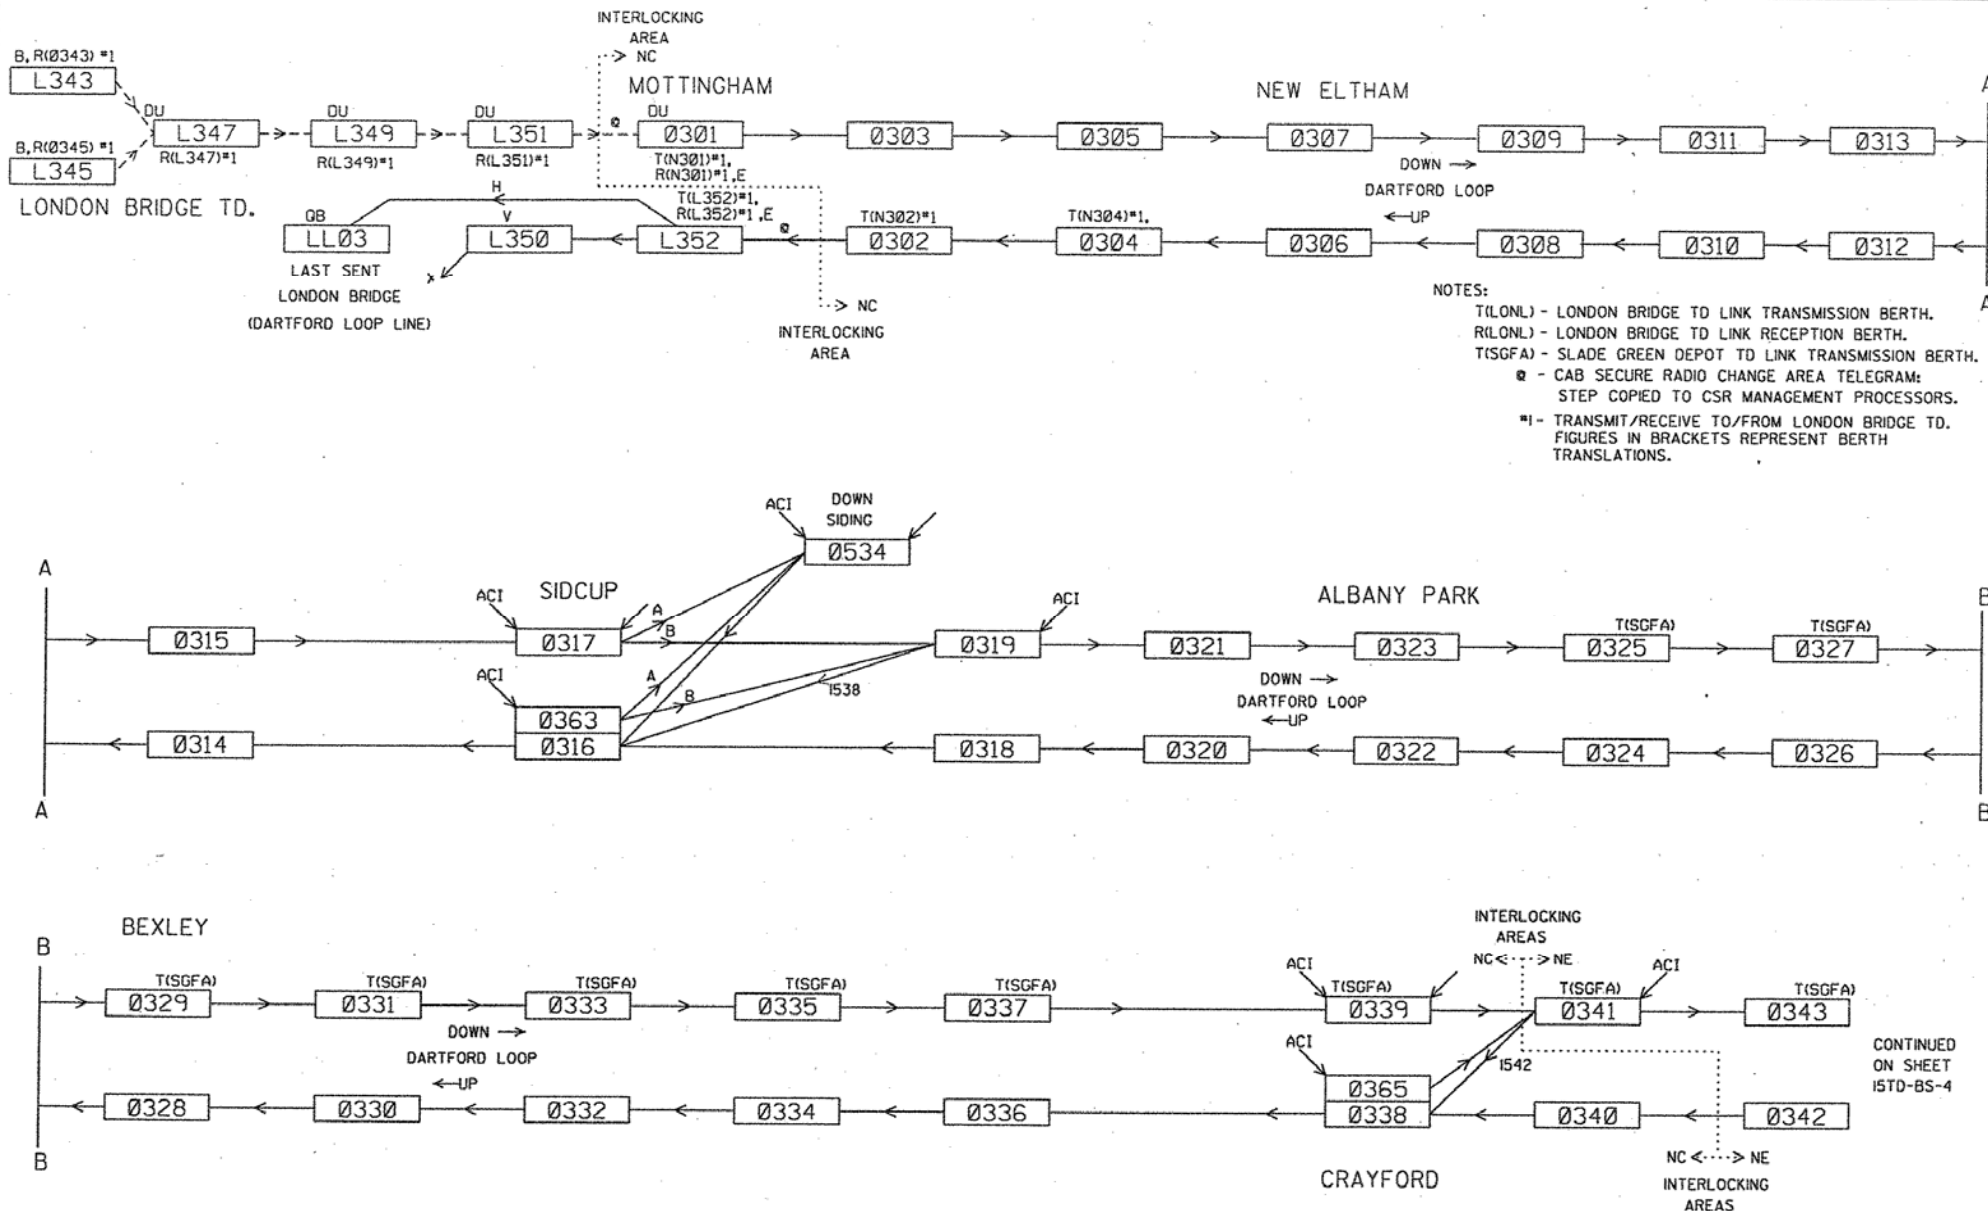 INTERLOCKING
AREA
NC
B, R(0343) *1
L343
MOTTINGHAM
NEW ELTHAM
A
DU
L347
DU
L349
DU
L351
@
DU
0301
0303
0305
0307
0309
0311
0313
B,R(0345) *1
L345
R(L347)*1
R(L349)*1
R(L351)*1
T(N301)*1,
R(N301)*1,E
DOWN →
DARTFORD LOOP
←UP
LONDON BRIDGE TD.
H
T(L352)*1,
R(L352)*1,E
@
QB
LL03
V
L350
L352
T(N302)*1
0302
T(N304)*1,
0304
0306
0308
0310
0312
LAST SENT
LONDON BRIDGE
(DARTFORD LOOP LINE)
x
NC
INTERLOCKING
AREA
A
NOTES:
T(LONL) - LONDON BRIDGE TD LINK TRANSMISSION BERTH.
R(LONL) - LONDON BRIDGE TD LINK RECEPTION BERTH.
T(SGFA) - SLADE GREEN DEPOT TD LINK TRANSMISSION BERTH.
@ - CAB SECURE RADIO CHANGE AREA TELEGRAM:
STEP COPIED TO CSR MANAGEMENT PROCESSORS.
*1- TRANSMIT/RECEIVE TO/FROM LONDON BRIDGE TD.
FIGURES IN BRACKETS REPRESENT BERTH
TRANSLATIONS.
ACI
DOWN
SIDING
0534
A
SIDCUP
ALBANY PARK
B
ACI
A
B
ACI
0315
0317
0319
0321
0323
T(SGFA)
0325
T(SGFA)
0327
ACI
A
B
1538
DOWN →
DARTFORD LOOP
←UP
0363
0314
0316
0318
0320
0322
0324
0326
A
B
BEXLEY
INTERLOCKING
AREAS
B
NC
NE
ACI
ACI
T(SGFA)
0329
T(SGFA)
0331
T(SGFA)
0333
T(SGFA)
0335
T(SGFA)
0337
T(SGFA)
0339
T(SGFA)
0341
T(SGFA)
0343
DOWN →
DARTFORD LOOP
←UP
ACI
1542
CONTINUED
ON SHEET
15TD-BS-4
0365
0328
0330
0332
0334
0336
0338
0340
0342
B
NC
NE
CRAYFORD
INTERLOCKING
AREAS